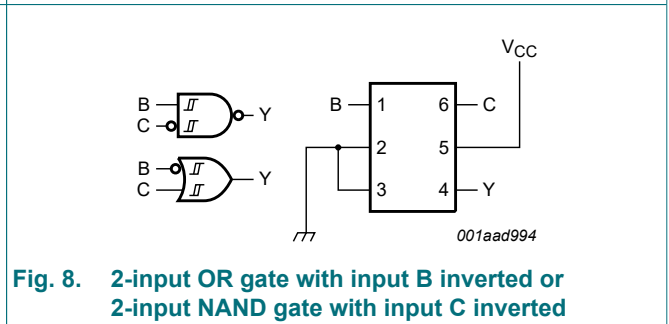 VCC
B Y
C
B Y
C
B 1 6 C
2 5
3 4 Y
001aad994
Fig. 8. 2-input OR gate with input B inverted or
2-input NAND gate with input C inverted